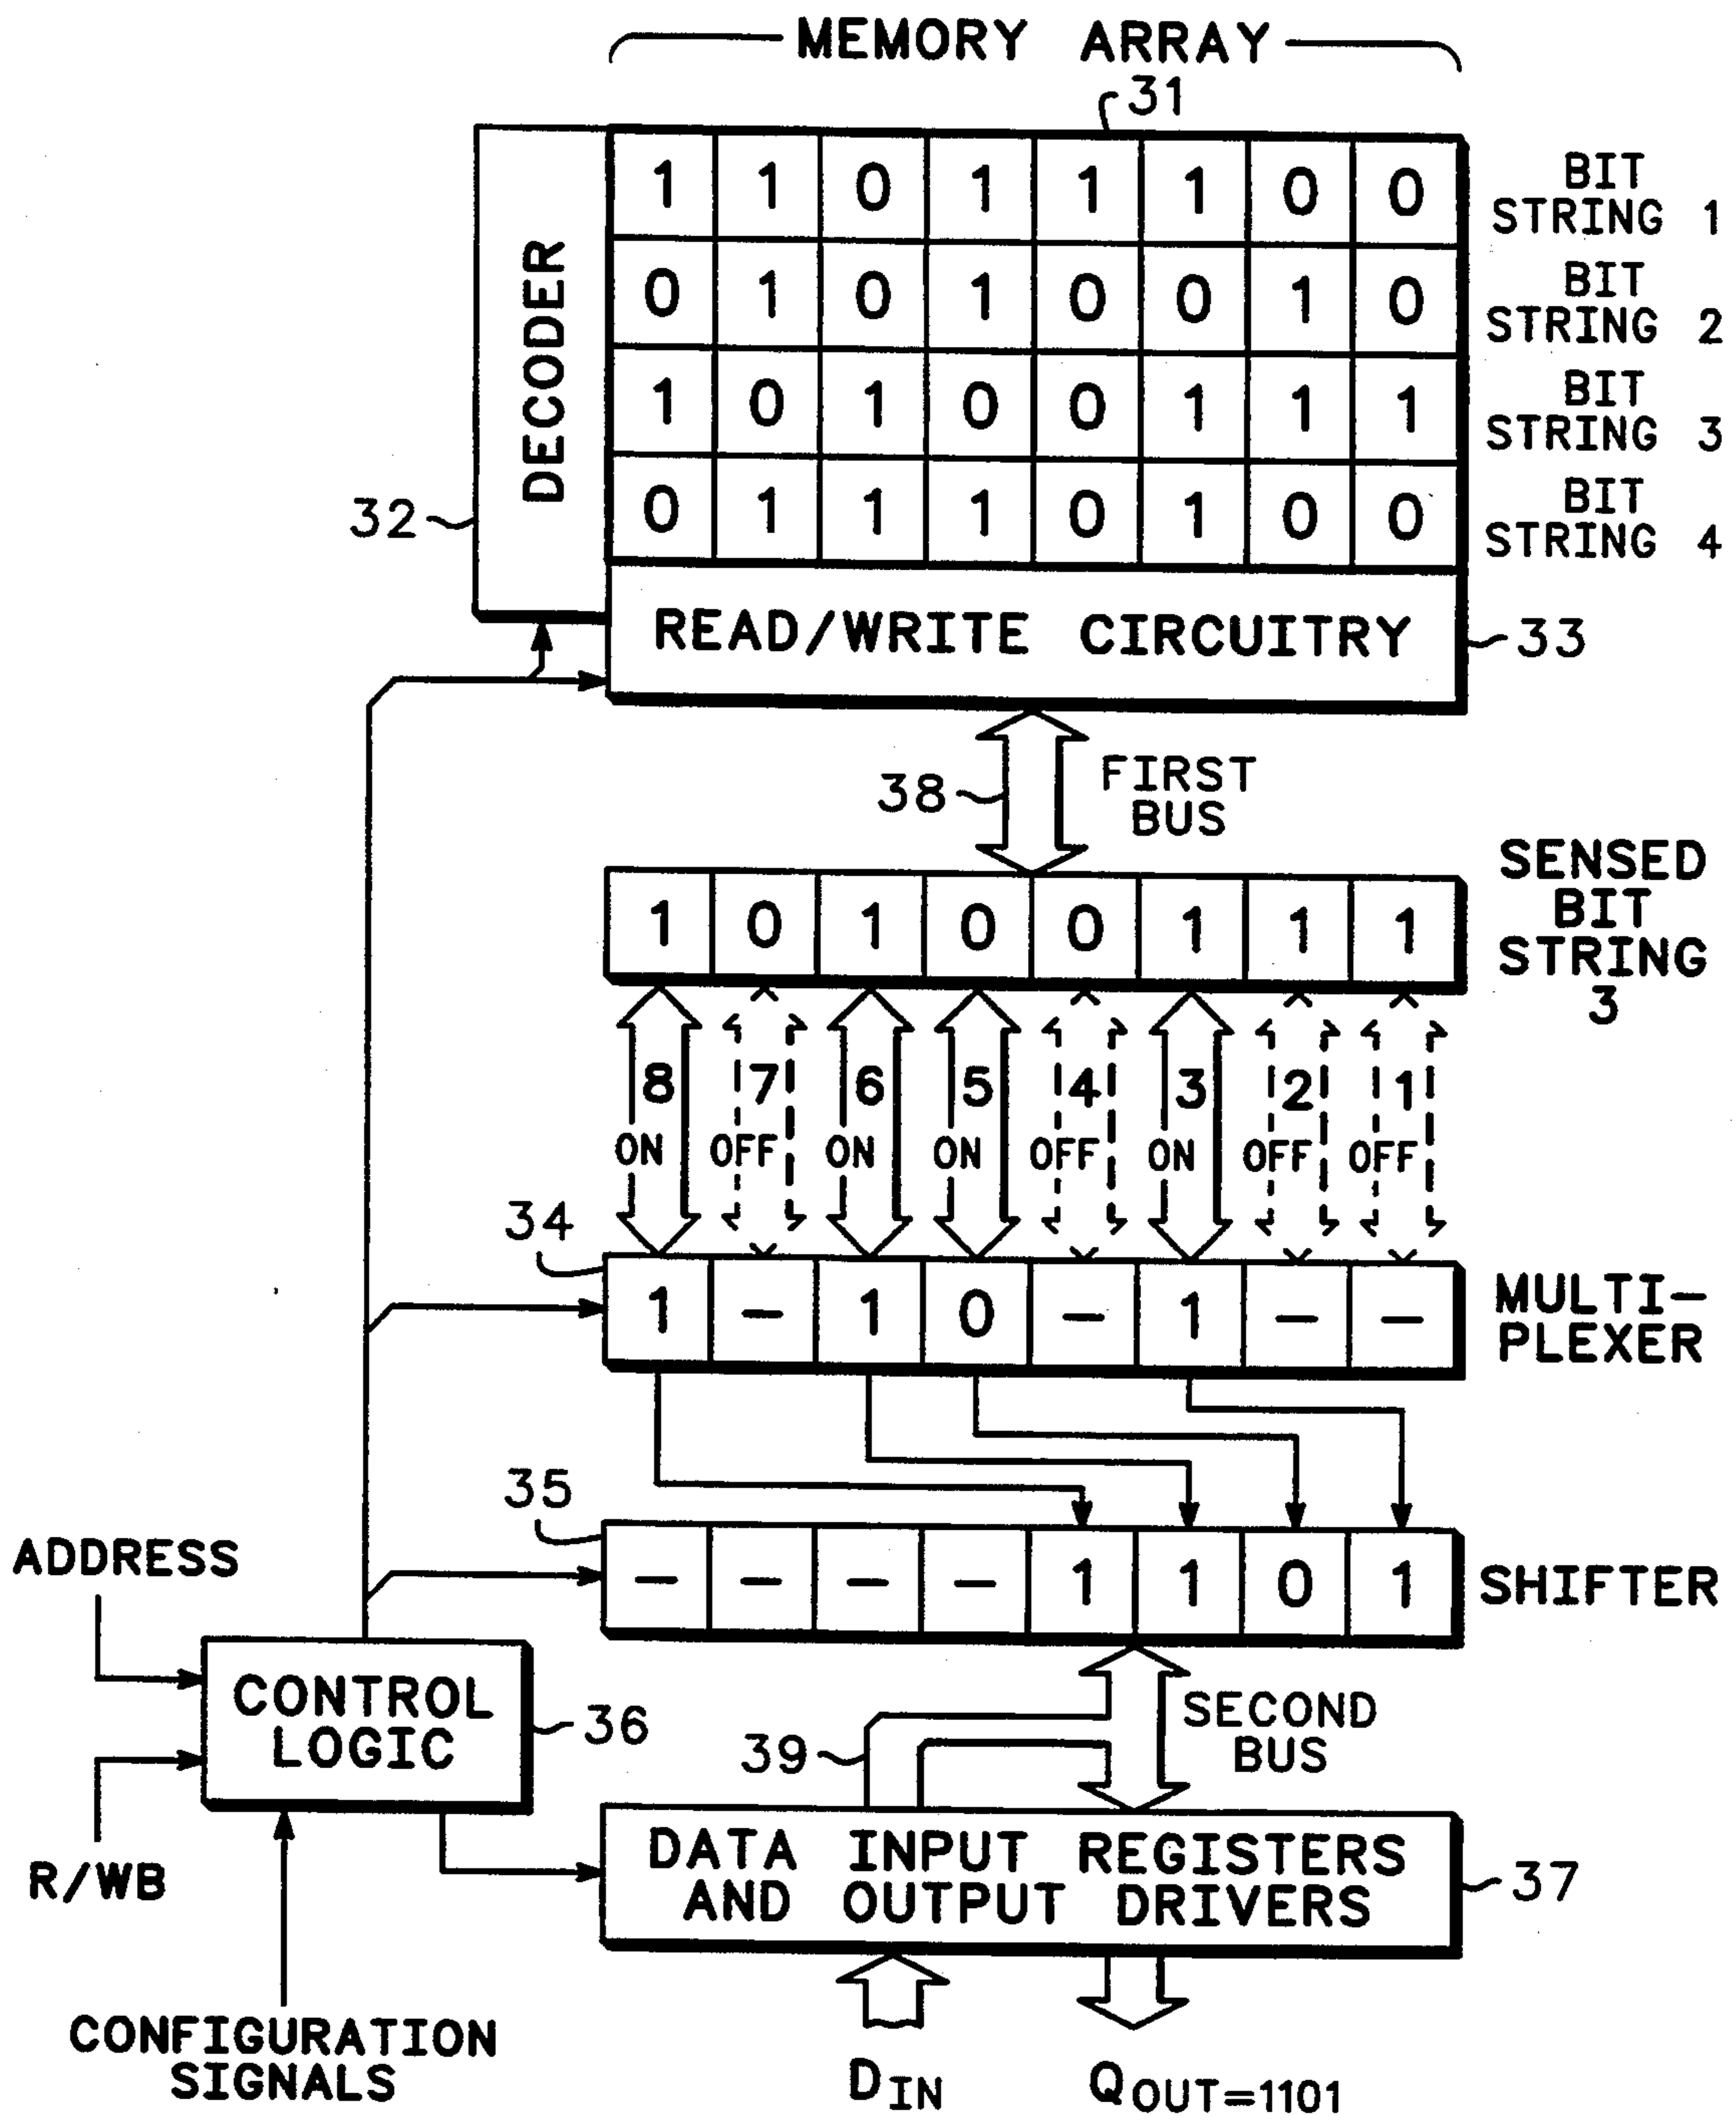 MEMORY ARRAY
31
DECODER
32
1 1 0 1 1 1 0 0
BIT
STRING 1
0 1 0 1 0 0 1 0
BIT
STRING 2
1 0 1 0 0 1 1 1
BIT
STRING 3
0 1 1 1 0 1 0 0
BIT
STRING 4
READ/WRITE CIRCUITRY
33
38
FIRST
BUS
1 0 1 0 0 1 1 1
SENSED
BIT
STRING
3
8 7 6 5 4 3 2 1
ON OFF ON ON OFF ON OFF OFF
34
1 – 1 0 – 1 – –
MULTI–
PLEXER
35
– – – – 1 1 0 1
SHIFTER
ADDRESS
CONTROL
LOGIC
36
R/WB
CONFIGURATION
SIGNALS
39
SECOND
BUS
DATA INPUT REGISTERS
AND OUTPUT DRIVERS
37
DIN
QOUT=1101